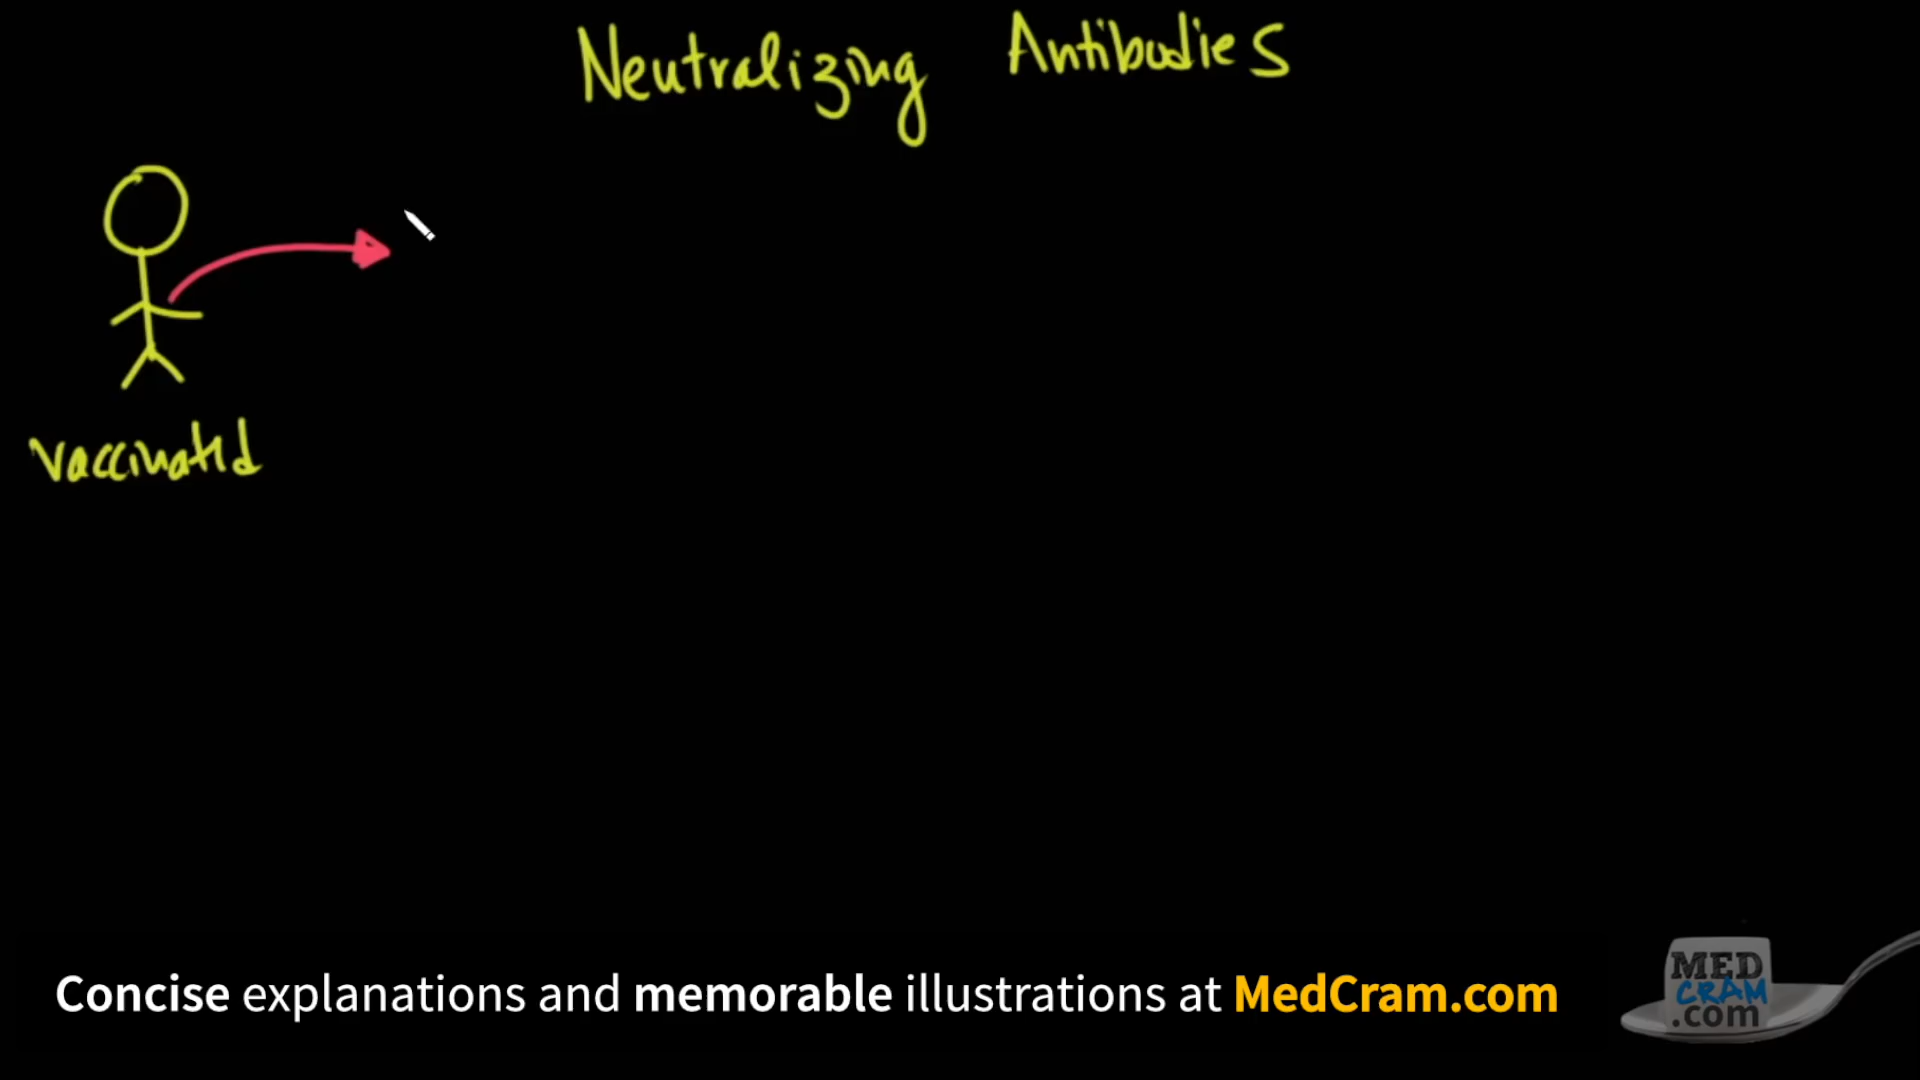 Neutralizing Antibodies
vaccinated
Concise explanations and memorable illustrations at MedCram.com
MED
CRAM
.com